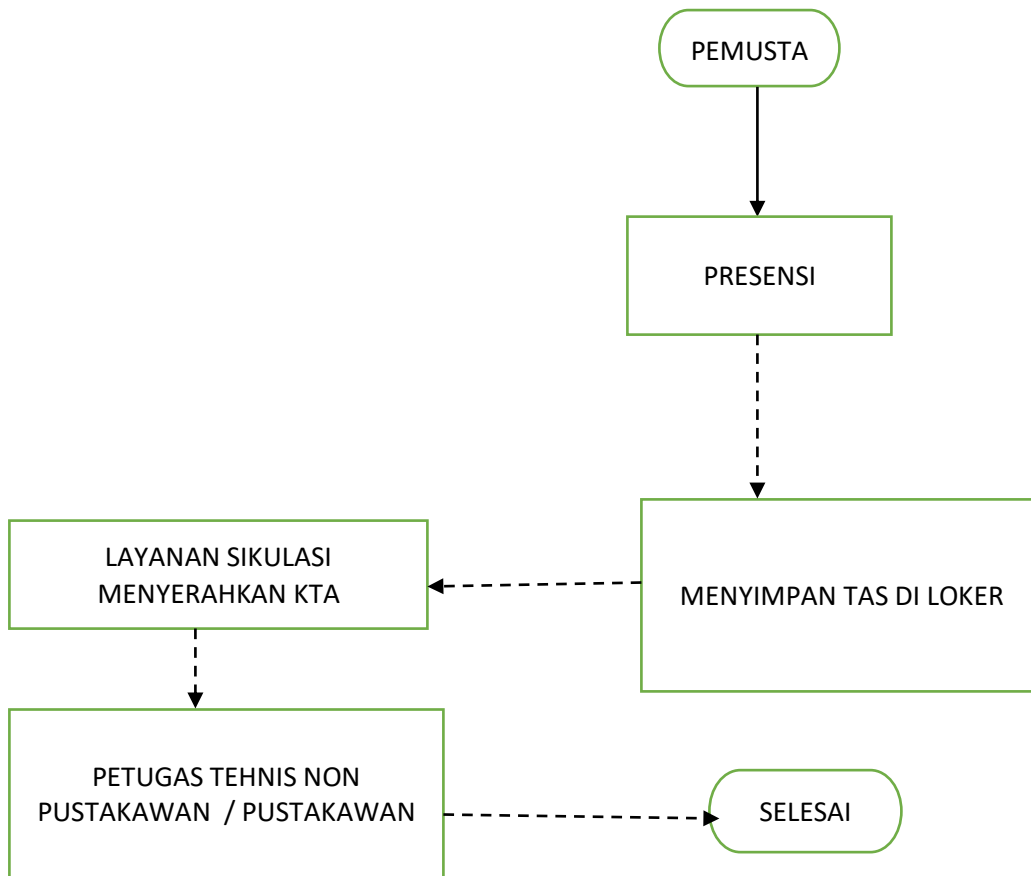 PEMUSTA
PRESENSI
MENYIMPAN TAS DI LOKER
LAYANAN SIKULASI
MENYERAHKAN KTA
PETUGAS TEHNIS NON
PUSTAKAWAN / PUSTAKAWAN
SELESAI